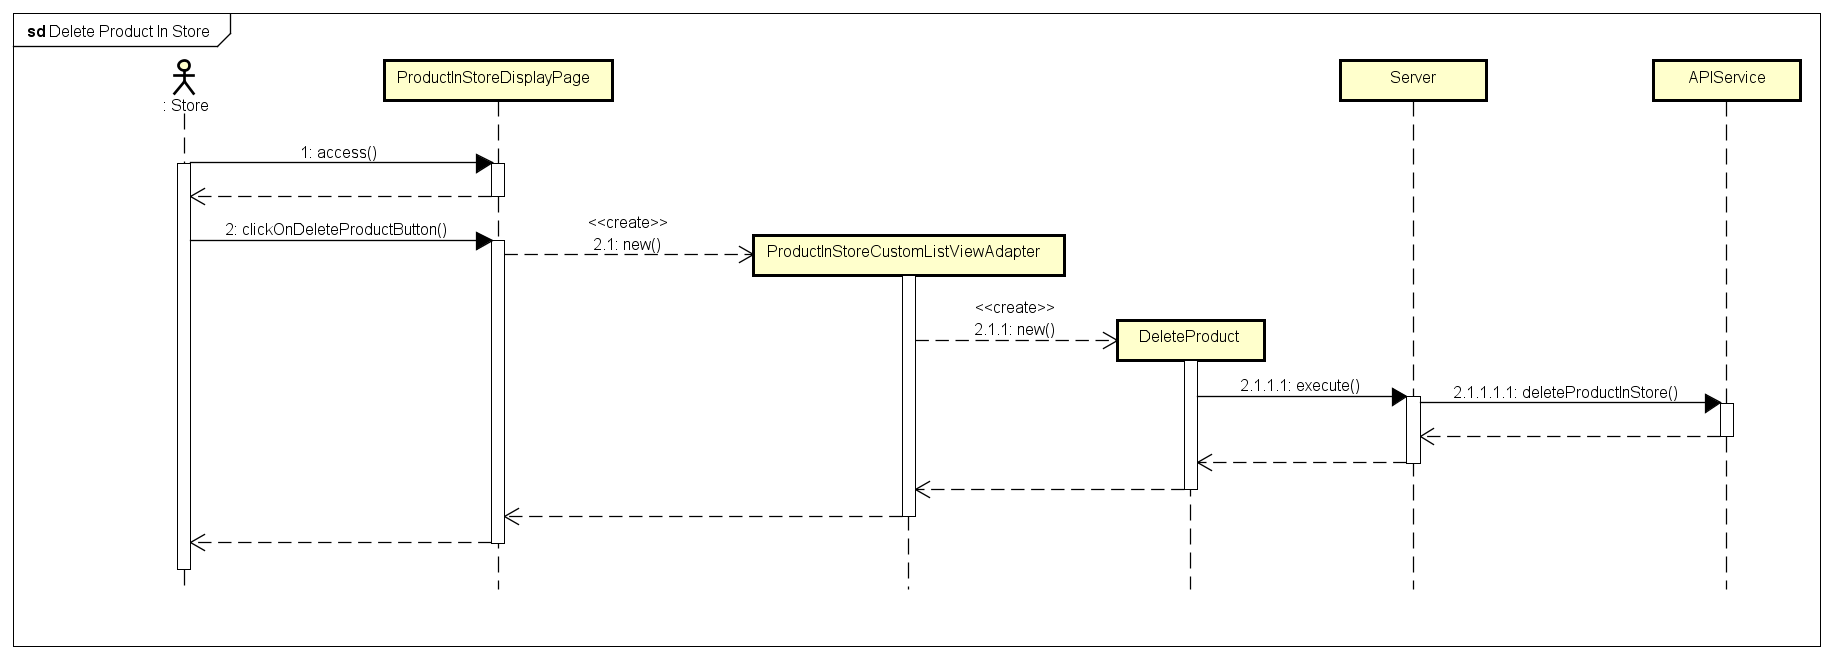 sd Delete Product In Store
: Store
ProductInStoreDisplayPage
Server
APIService
1: access()
2: clickOnDeleteProductButton()
<<create>>
2.1: new()
ProductInStoreCustomListViewAdapter
<<create>>
2.1.1: new()
DeleteProduct
2.1.1.1: execute()
2.1.1.1.1: deleteProductInStore()